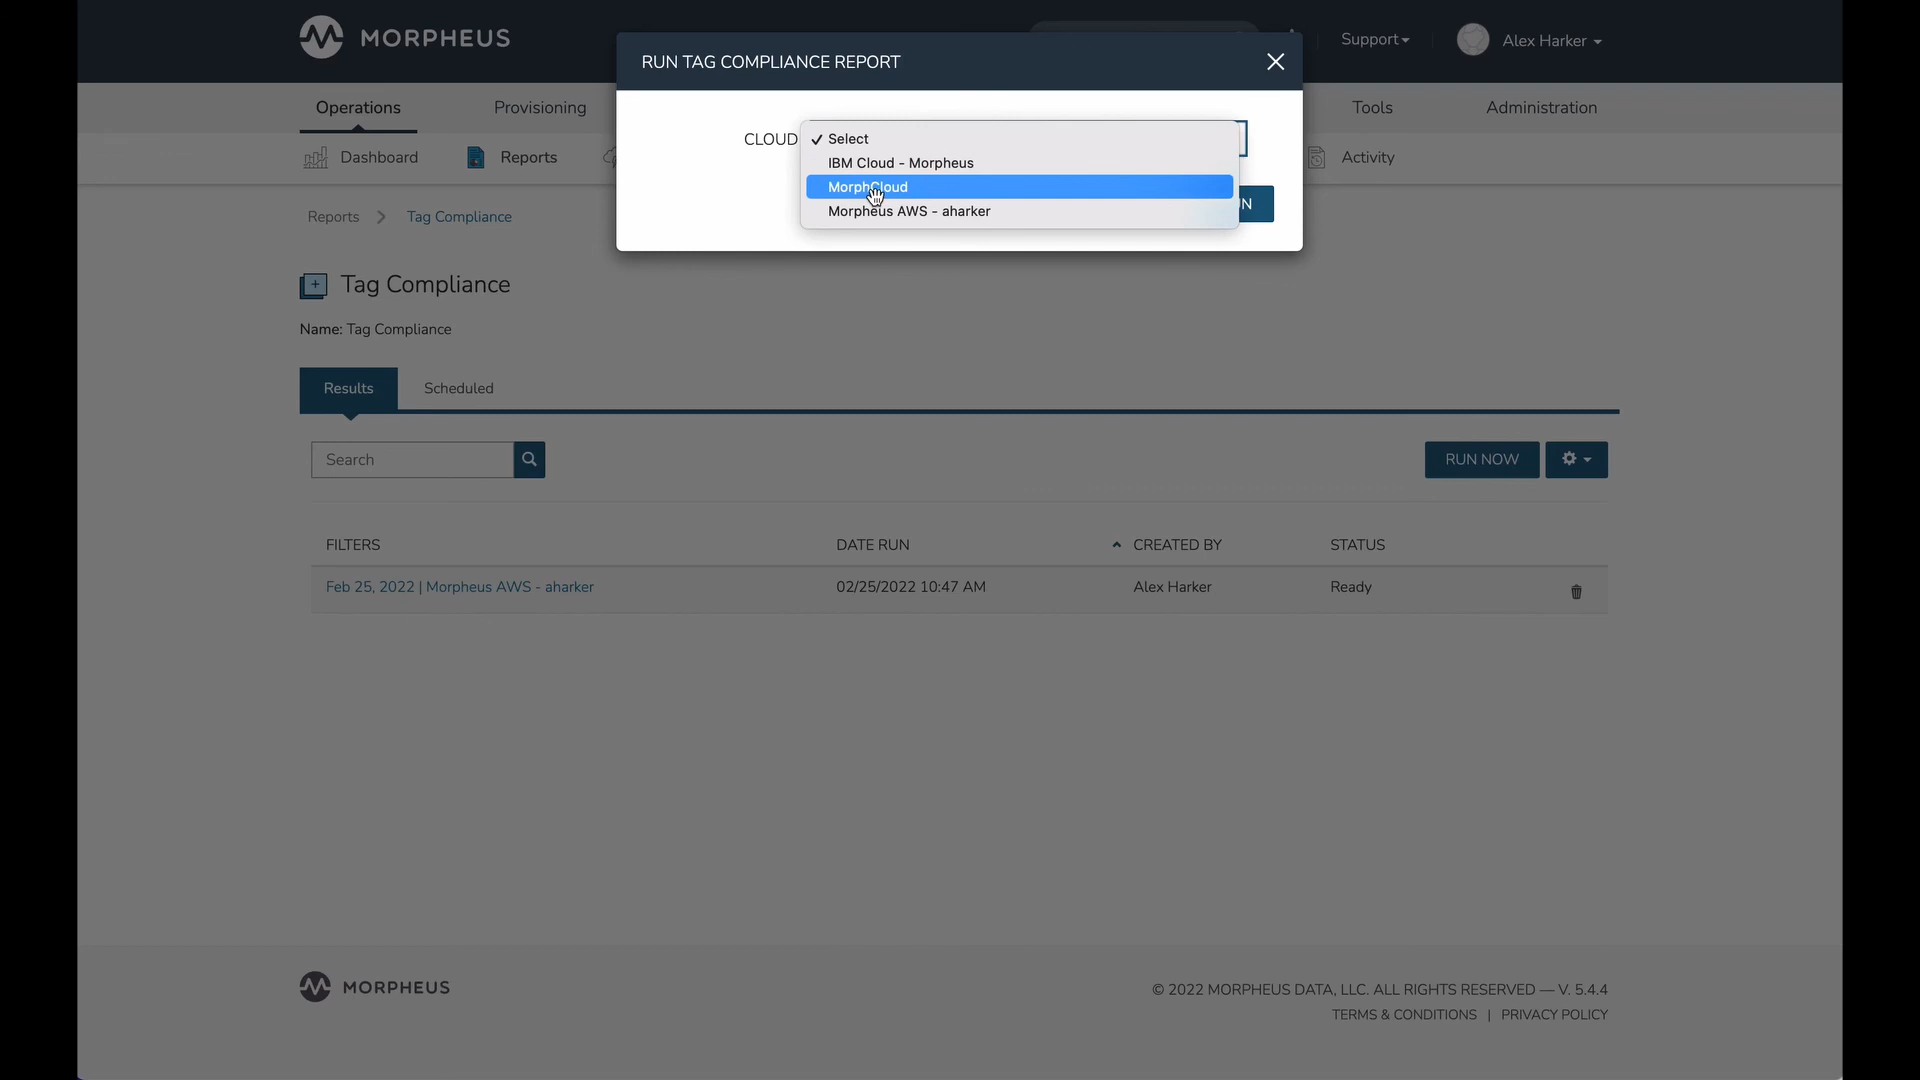 MORPHEUS
Support
Alex Harker
RUN TAG COMPLIANCE REPORT
Operations
Provisioning
Tools
Administration
CLOUD
✓ Select
IBM Cloud - Morpheus
MorphCloud
Morpheus AWS - aharker
Dashboard
Reports
Activity
Reports > Tag Compliance
Tag Compliance
Name: Tag Compliance
Results
Scheduled
Search
RUN NOW
FILTERS
DATE RUN
CREATED BY
STATUS
Feb 25, 2022 | Morpheus AWS - aharker
02/25/2022 10:47 AM
Alex Harker
Ready
MORPHEUS
© 2022 MORPHEUS DATA, LLC. ALL RIGHTS RESERVED — V. 5.4.4
TERMS & CONDITIONS | PRIVACY POLICY